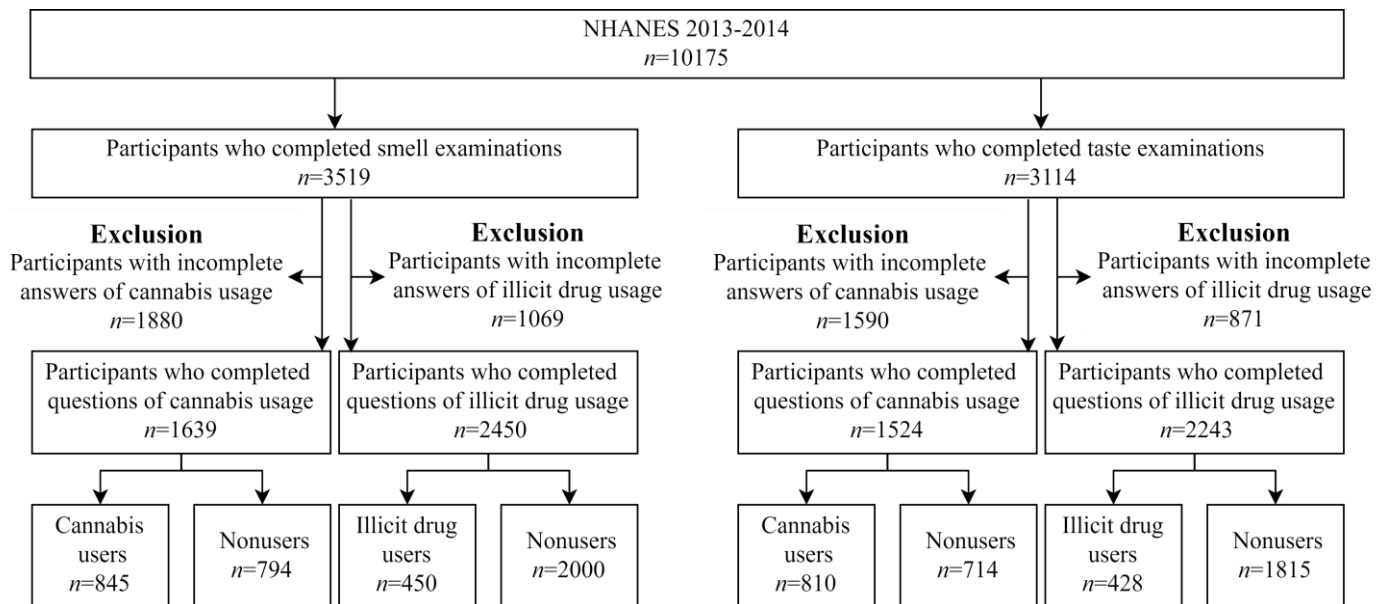 NHANES 2013-2014
n=10175
Participants who completed smell examinations
n=3519
Participants who completed taste examinations
n=3114
Exclusion
Participants with incomplete
answers of cannabis usage
n=1880
Exclusion
Participants with incomplete
answers of illicit drug usage
n=1069
Exclusion
Participants with incomplete
answers of cannabis usage
n=1590
Exclusion
Participants with incomplete
answers of illicit drug usage
n=871
Participants who completed
questions of cannabis usage
n=1639
Participants who completed
questions of illicit drug usage
n=2450
Participants who completed
questions of cannabis usage
n=1524
Participants who completed
questions of illicit drug usage
n=2243
Cannabis
users
n=845
Nonusers
n=794
Illicit drug
users
n=450
Nonusers
n=2000
Cannabis
users
n=810
Nonusers
n=714
Illicit drug
users
n=428
Nonusers
n=1815